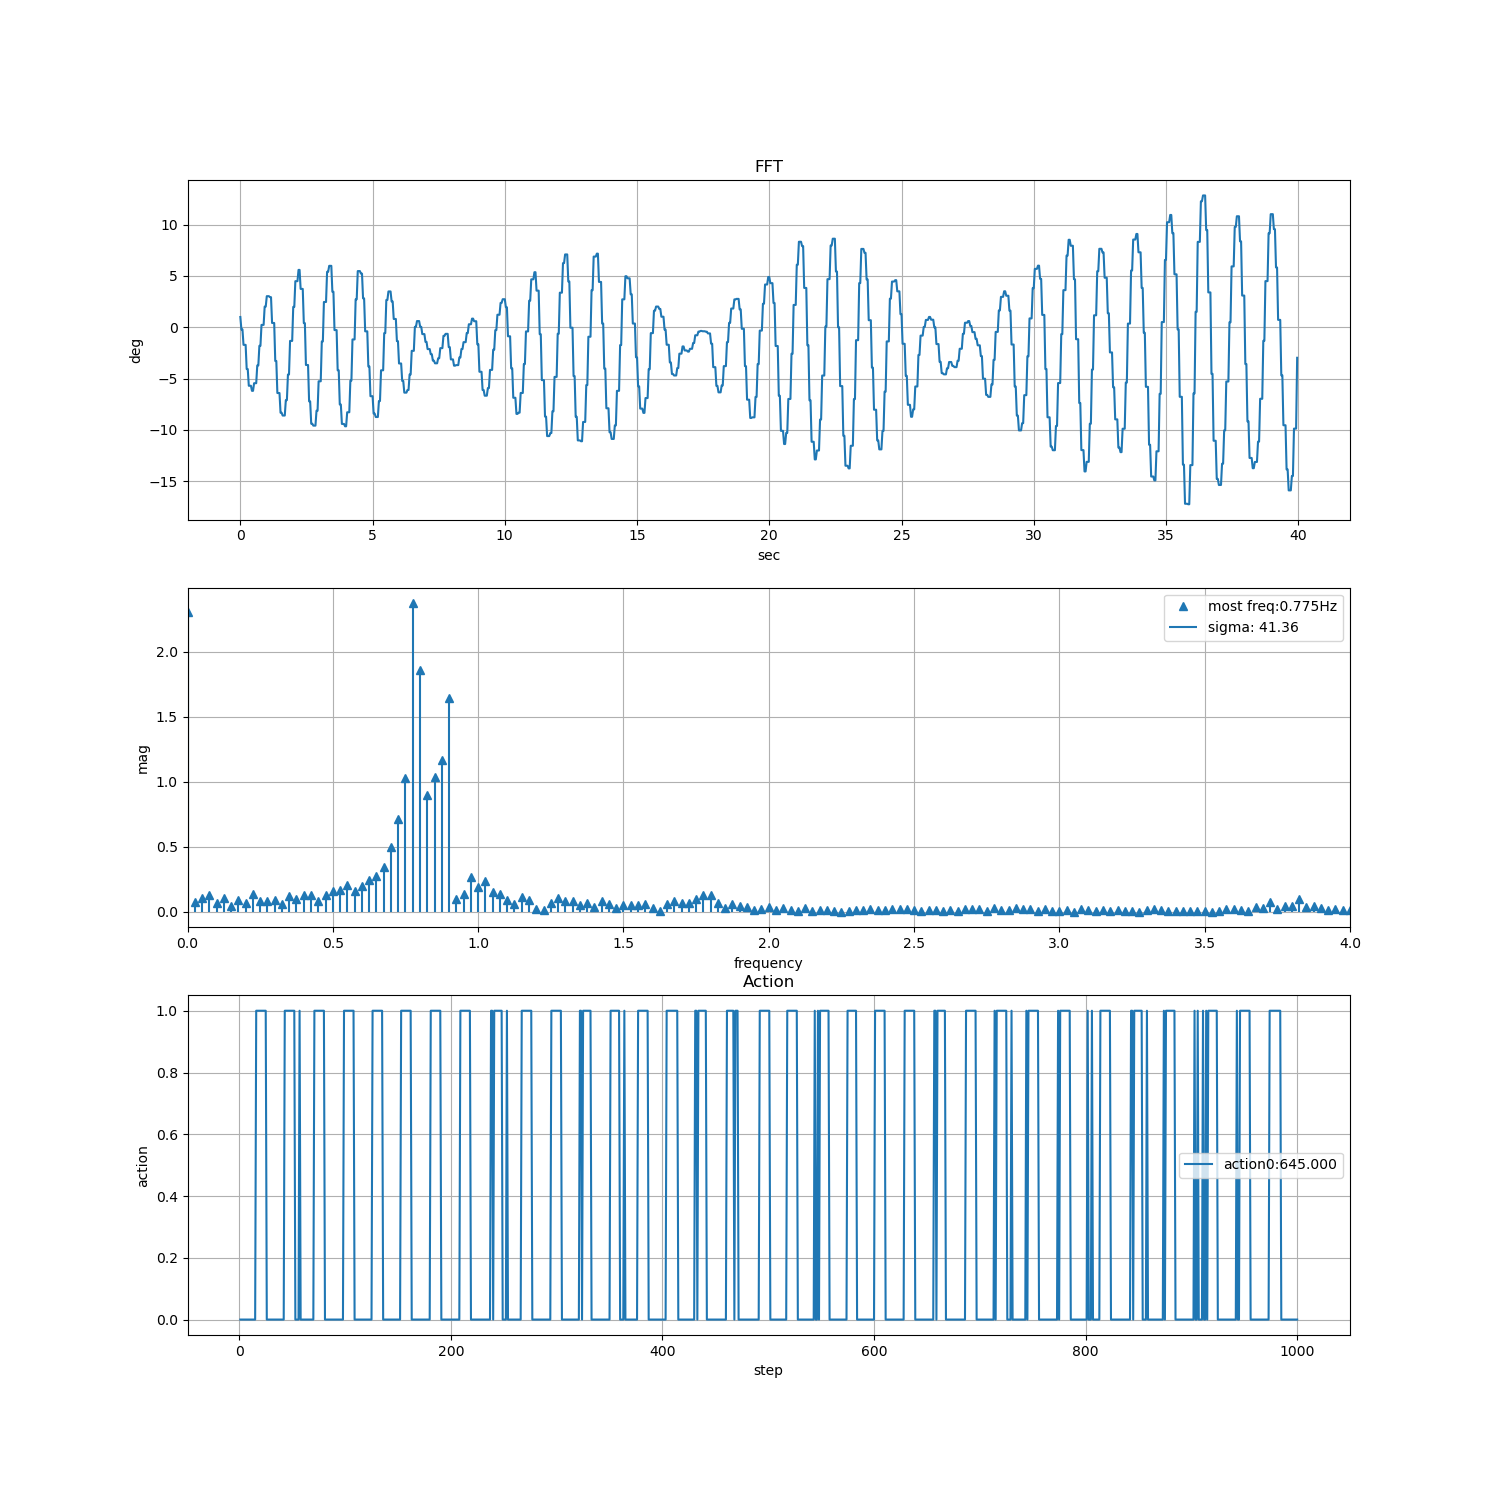 FFT
10
5
0
−5
−10
−15
deg
0 5 10 15 20 25 30 35 40
sec
most freq:0.775Hz
sigma: 41.36
2.0
1.5
1.0
0.5
0.0
mag
0.0 0.5 1.0 1.5 2.0 2.5 3.0 3.5 4.0
frequency
Action
1.0
0.8
0.6
0.4
0.2
0.0
action
action0:645.000
0 200 400 600 800 1000
step